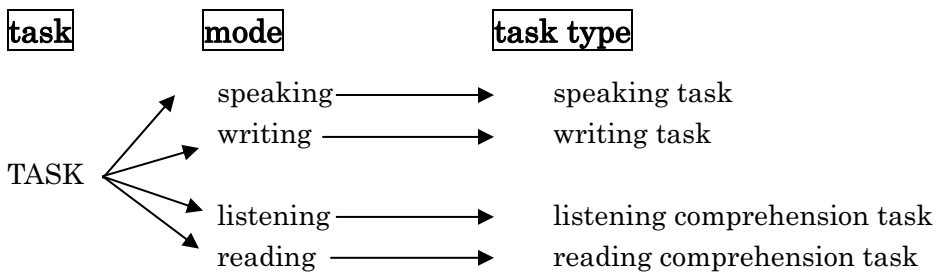 task mode task type
speaking speaking task
writing writing task
TASK
listening listening comprehension task
reading reading comprehension task